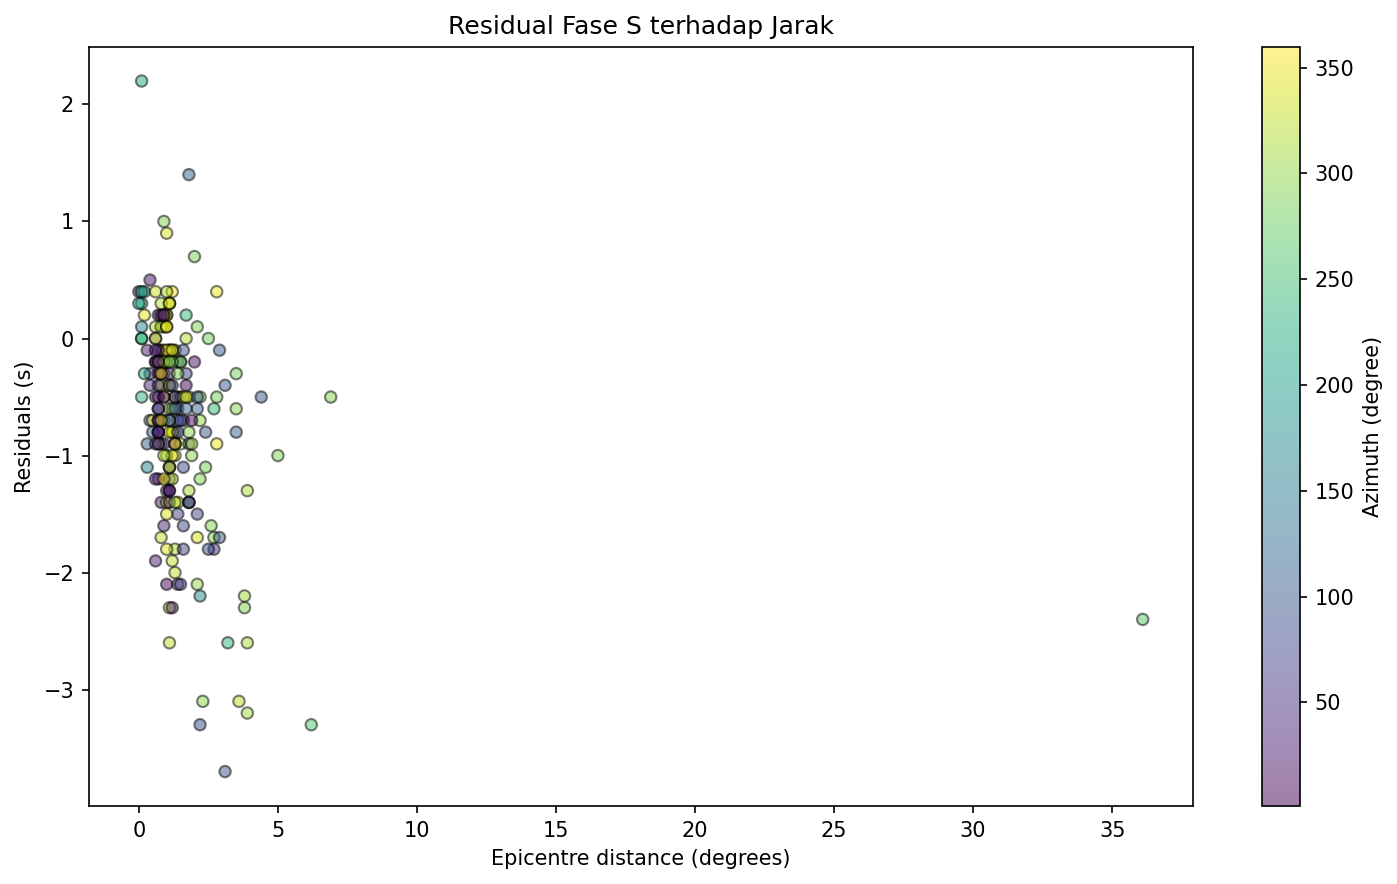 Residual Fase S terhadap Jarak
2
1
0
−1
−2
−3
Residuals (s)
0 5 10 15 20 25 30 35
Epicentre distance (degrees)
350
300
250
200
150
100
50
Azimuth (degree)